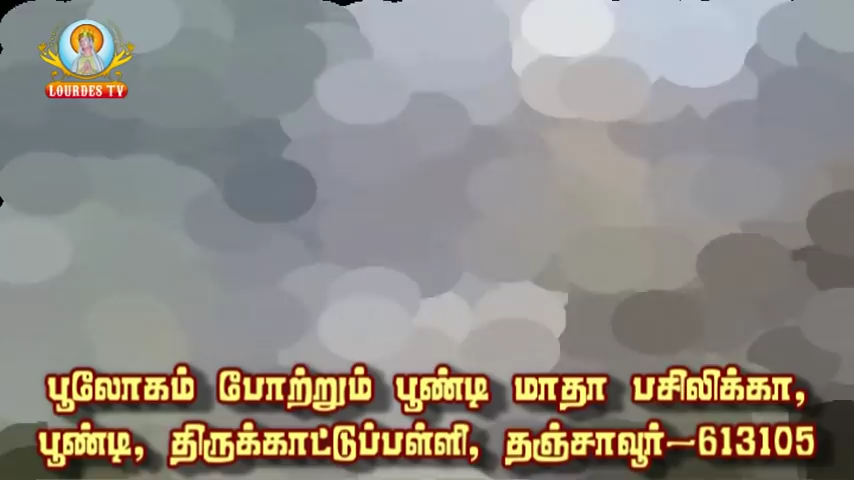 LOURDES TV
பூலோகம் போற்றும் பூண்டி மாதா பசிலிக்கா,
பூண்டி, திருக்காட்டுப்பள்ளி, தஞ்சாவூர்-613105